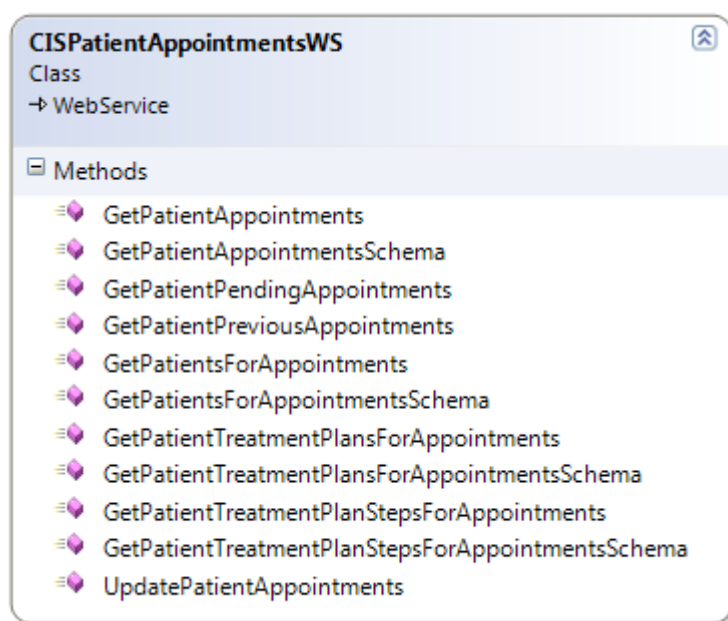 CISPatientAppointmentsWS
Class
WebService
Methods
GetPatientAppointments
GetPatientAppointmentsSchema
GetPatientPendingAppointments
GetPatientPreviousAppointments
GetPatientsForAppointments
GetPatientsForAppointmentsSchema
GetPatientTreatmentPlansForAppointments
GetPatientTreatmentPlansForAppointmentsSchema
GetPatientTreatmentPlanStepsForAppointments
GetPatientTreatmentPlanStepsForAppointmentsSchema
UpdatePatientAppointments